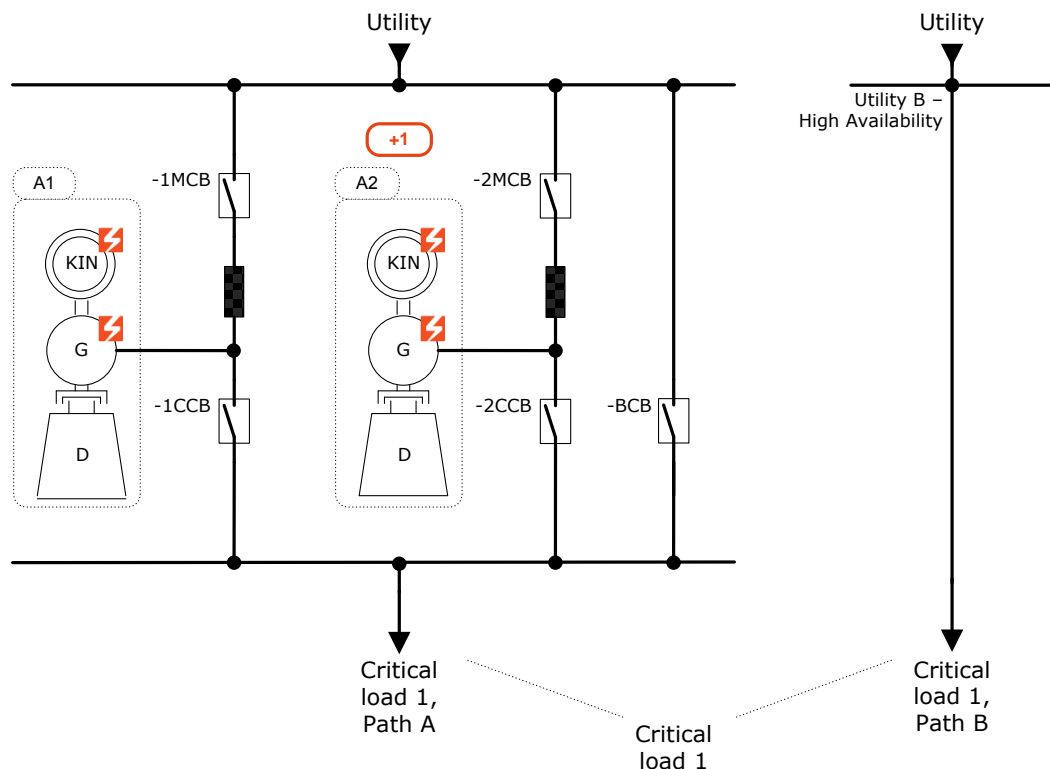 Utility
Utility
Utility B –
High Availability
+1
A1
-1MCB
A2
-2MCB
KIN
KIN
G
G
-1CCB
-2CCB
-BCB
D
D
Critical
load 1,
Path A
Critical
load 1,
Path B
Critical
load 1